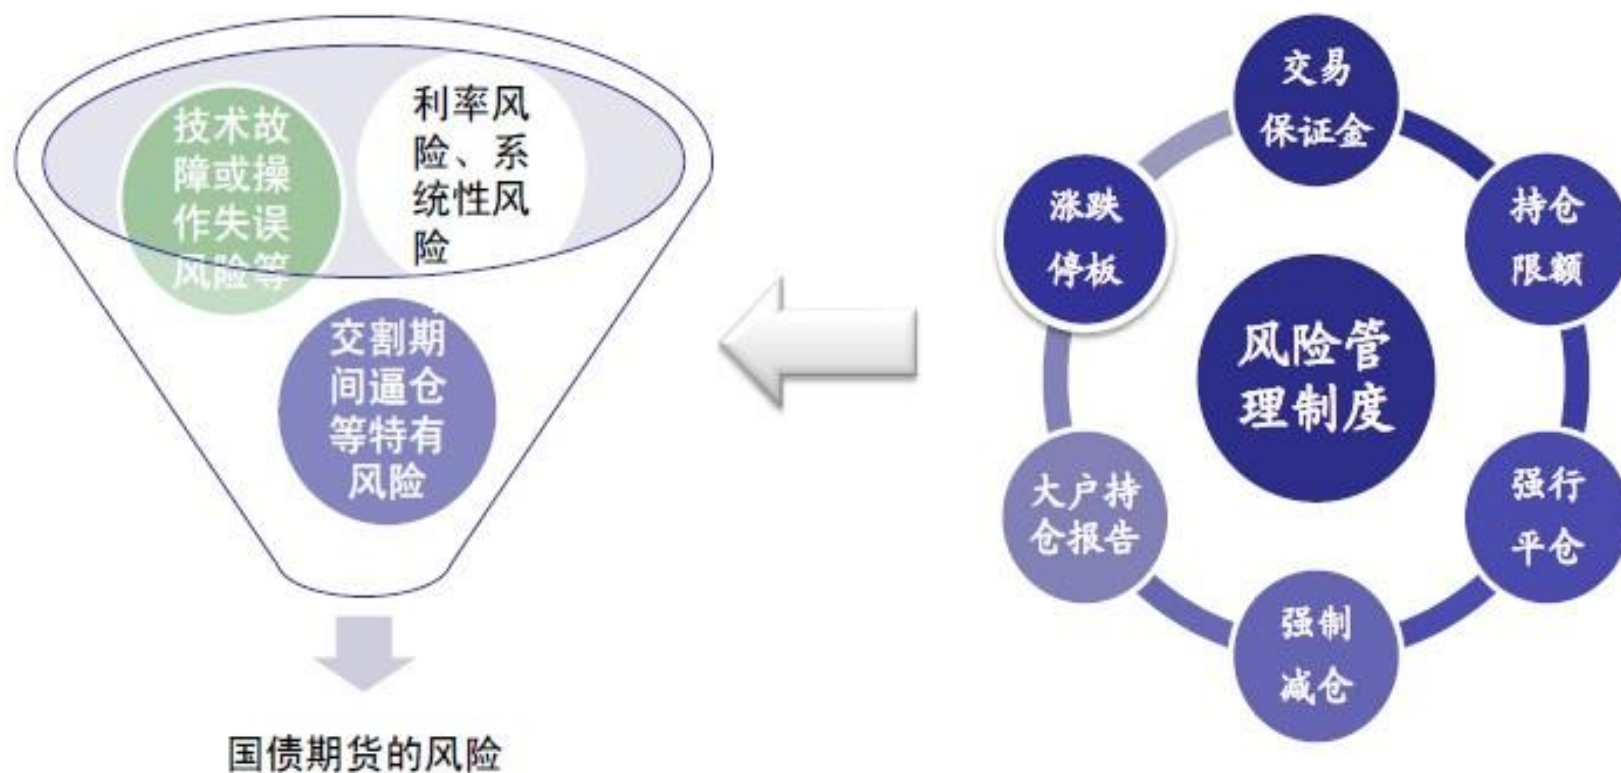 技术故
障或操
作失误
风险等
利率风
险、系
统性风
险
交割期
间逼仓
等特有
风险
国债期货的风险
交易
保证金
持仓
限额
强行
平仓
强制
减仓
大户持
仓报告
涨跌
停板
风险管
理制度